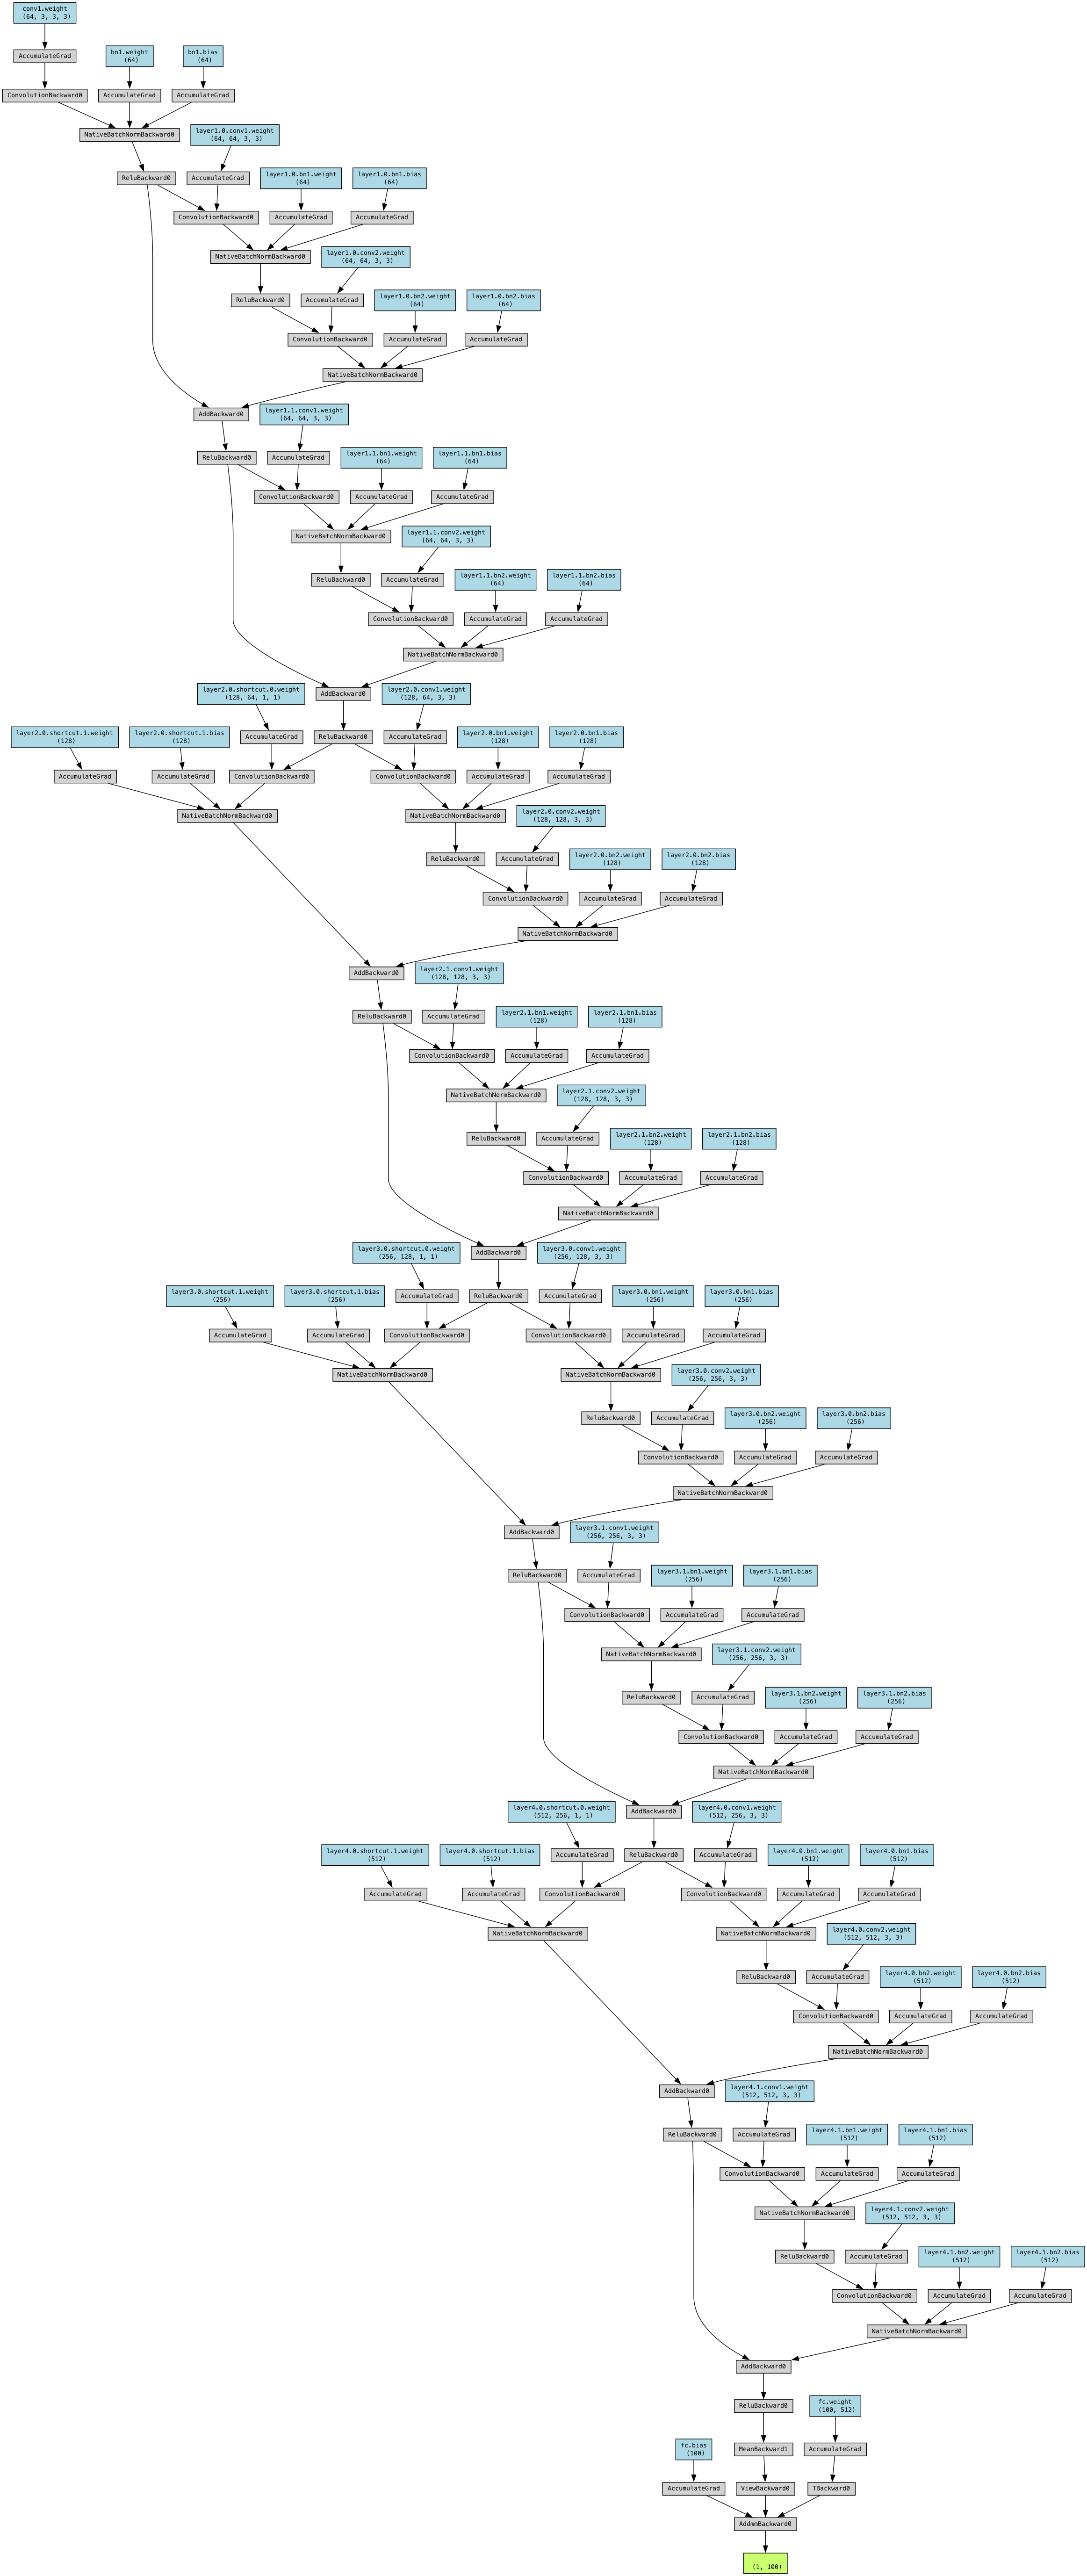 conv1.weight
(64, 3, 3, 3)
AccumulateGrad
bn1.weight
(64)
bn1.bias
(64)
ConvolutionBackward0
AccumulateGrad
AccumulateGrad
NativeBatchNormBackward0
layer1.0.conv1.weight
(64, 64, 3, 3)
ReluBackward0
AccumulateGrad
layer1.0.bn1.weight
(64)
layer1.0.bn1.bias
(64)
ConvolutionBackward0
AccumulateGrad
AccumulateGrad
NativeBatchNormBackward0
layer1.0.conv2.weight
(64, 64, 3, 3)
ReluBackward0
AccumulateGrad
layer1.0.bn2.weight
(64)
layer1.0.bn2.bias
(64)
ConvolutionBackward0
AccumulateGrad
AccumulateGrad
NativeBatchNormBackward0
AddBackward0
layer1.1.conv1.weight
(64, 64, 3, 3)
ReluBackward0
AccumulateGrad
layer1.1.bn1.weight
(64)
layer1.1.bn1.bias
(64)
ConvolutionBackward0
AccumulateGrad
AccumulateGrad
NativeBatchNormBackward0
layer1.1.conv2.weight
(64, 64, 3, 3)
ReluBackward0
AccumulateGrad
layer1.1.bn2.weight
(64)
layer1.1.bn2.bias
(64)
ConvolutionBackward0
AccumulateGrad
AccumulateGrad
NativeBatchNormBackward0
layer2.0.shortcut.0.weight
(128, 64, 1, 1)
AddBackward0
layer2.0.conv1.weight
(128, 64, 3, 3)
layer2.0.shortcut.1.weight
(128)
layer2.0.shortcut.1.bias
(128)
AccumulateGrad
ReluBackward0
AccumulateGrad
layer2.0.bn1.weight
(128)
layer2.0.bn1.bias
(128)
AccumulateGrad
AccumulateGrad
ConvolutionBackward0
ConvolutionBackward0
AccumulateGrad
AccumulateGrad
NativeBatchNormBackward0
NativeBatchNormBackward0
layer2.0.conv2.weight
(128, 128, 3, 3)
ReluBackward0
AccumulateGrad
layer2.0.bn2.weight
(128)
layer2.0.bn2.bias
(128)
ConvolutionBackward0
AccumulateGrad
AccumulateGrad
NativeBatchNormBackward0
AddBackward0
layer2.1.conv1.weight
(128, 128, 3, 3)
ReluBackward0
AccumulateGrad
layer2.1.bn1.weight
(128)
layer2.1.bn1.bias
(128)
ConvolutionBackward0
AccumulateGrad
AccumulateGrad
NativeBatchNormBackward0
layer2.1.conv2.weight
(128, 128, 3, 3)
ReluBackward0
AccumulateGrad
layer2.1.bn2.weight
(128)
layer2.1.bn2.bias
(128)
ConvolutionBackward0
AccumulateGrad
AccumulateGrad
NativeBatchNormBackward0
layer3.0.shortcut.0.weight
(256, 128, 1, 1)
AddBackward0
layer3.0.conv1.weight
(256, 128, 3, 3)
layer3.0.shortcut.1.weight
(256)
layer3.0.shortcut.1.bias
(256)
AccumulateGrad
ReluBackward0
AccumulateGrad
layer3.0.bn1.weight
(256)
layer3.0.bn1.bias
(256)
AccumulateGrad
AccumulateGrad
ConvolutionBackward0
ConvolutionBackward0
AccumulateGrad
AccumulateGrad
NativeBatchNormBackward0
NativeBatchNormBackward0
layer3.0.conv2.weight
(256, 256, 3, 3)
ReluBackward0
AccumulateGrad
layer3.0.bn2.weight
(256)
layer3.0.bn2.bias
(256)
ConvolutionBackward0
AccumulateGrad
AccumulateGrad
NativeBatchNormBackward0
AddBackward0
layer3.1.conv1.weight
(256, 256, 3, 3)
ReluBackward0
AccumulateGrad
layer3.1.bn1.weight
(256)
layer3.1.bn1.bias
(256)
ConvolutionBackward0
AccumulateGrad
AccumulateGrad
NativeBatchNormBackward0
layer3.1.conv2.weight
(256, 256, 3, 3)
ReluBackward0
AccumulateGrad
layer3.1.bn2.weight
(256)
layer3.1.bn2.bias
(256)
ConvolutionBackward0
AccumulateGrad
AccumulateGrad
NativeBatchNormBackward0
layer4.0.shortcut.0.weight
(512, 256, 1, 1)
AddBackward0
layer4.0.conv1.weight
(512, 256, 3, 3)
layer4.0.shortcut.1.weight
(512)
layer4.0.shortcut.1.bias
(512)
AccumulateGrad
ReluBackward0
AccumulateGrad
layer4.0.bn1.weight
(512)
layer4.0.bn1.bias
(512)
AccumulateGrad
AccumulateGrad
ConvolutionBackward0
ConvolutionBackward0
AccumulateGrad
AccumulateGrad
NativeBatchNormBackward0
NativeBatchNormBackward0
layer4.0.conv2.weight
(512, 512, 3, 3)
ReluBackward0
AccumulateGrad
layer4.0.bn2.weight
(512)
layer4.0.bn2.bias
(512)
ConvolutionBackward0
AccumulateGrad
AccumulateGrad
NativeBatchNormBackward0
AddBackward0
layer4.1.conv1.weight
(512, 512, 3, 3)
ReluBackward0
AccumulateGrad
layer4.1.bn1.weight
(512)
layer4.1.bn1.bias
(512)
ConvolutionBackward0
AccumulateGrad
AccumulateGrad
NativeBatchNormBackward0
layer4.1.conv2.weight
(512, 512, 3, 3)
ReluBackward0
AccumulateGrad
layer4.1.bn2.weight
(512)
layer4.1.bn2.bias
(512)
ConvolutionBackward0
AccumulateGrad
AccumulateGrad
NativeBatchNormBackward0
AddBackward0
ReluBackward0
fc.weight
(100, 512)
fc.bias
(100)
MeanBackward1
AccumulateGrad
AccumulateGrad
ViewBackward0
TBackward0
AddmmBackward0
(1, 100)